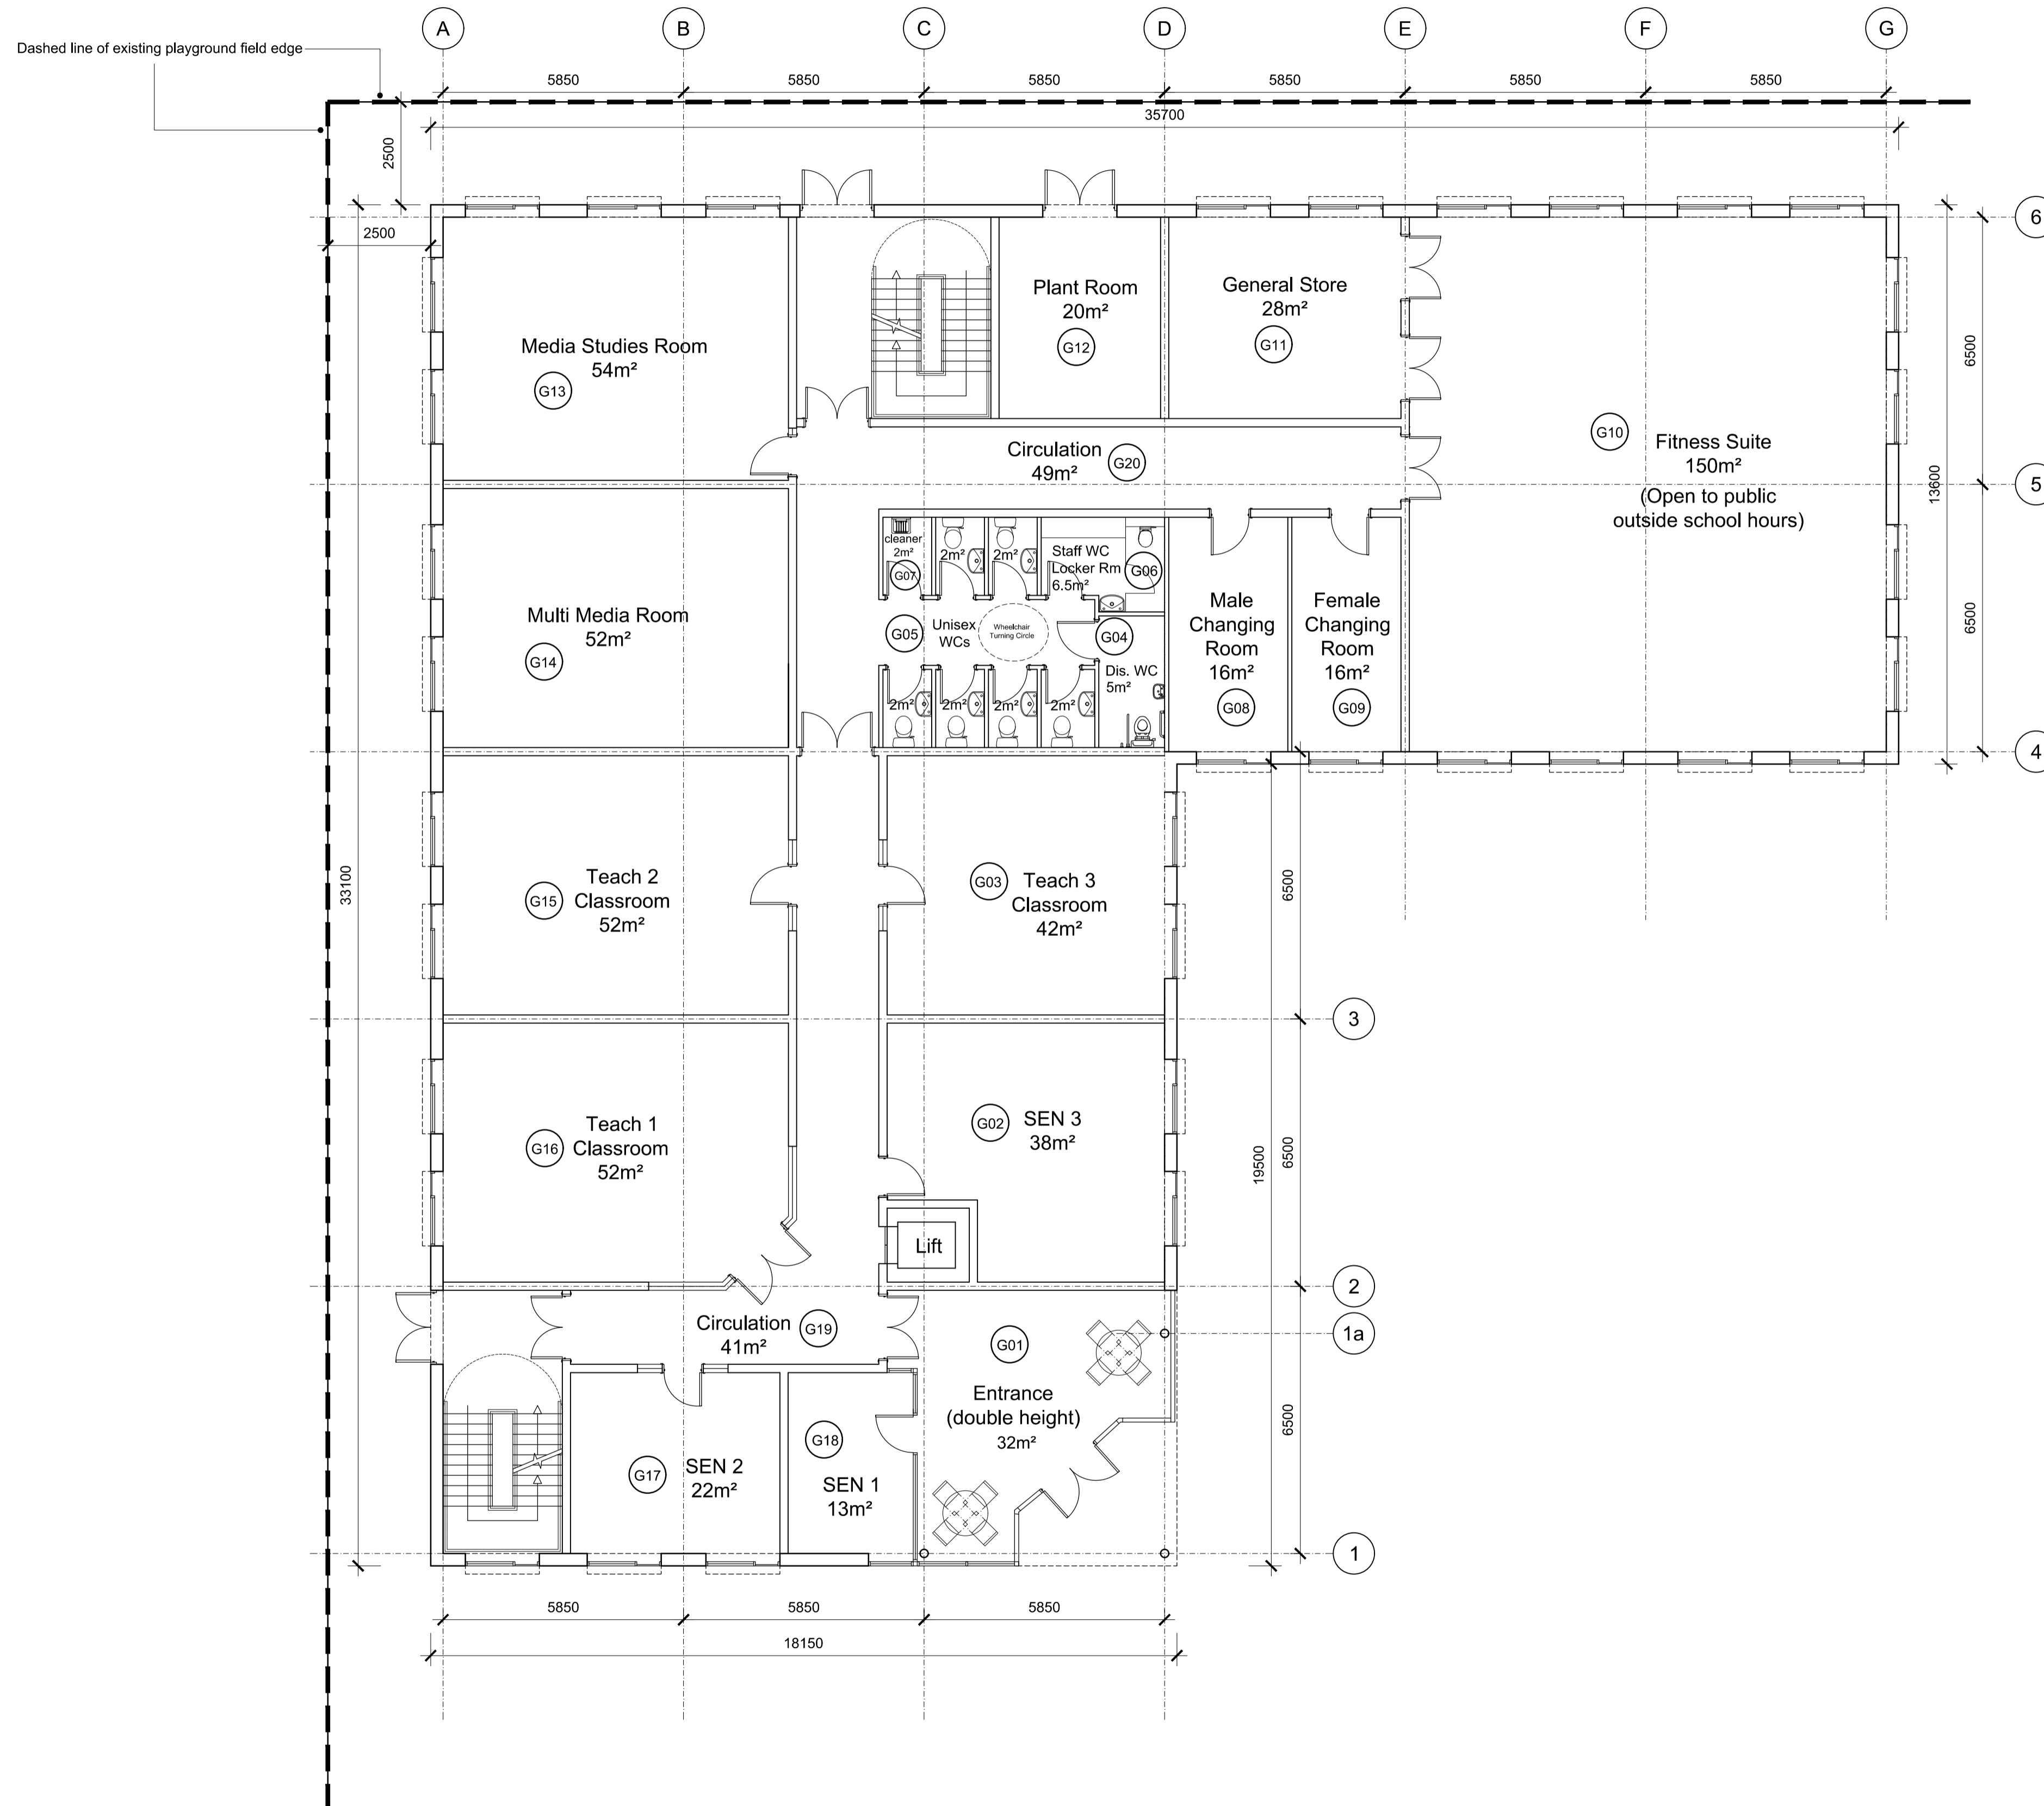 A
B
C
D
E
F
G
Dashed line of existing playground field edge
5850
5850
5850
5850
5850
5850
35700
2500
2500
6
Plant Room
20m²
G12
General Store
28m²
G11
Media Studies Room
54m²
G13
6500
G10
Fitness Suite
150m²
(Open to public
outside school hours)
Circulation
49m²
G20
5
13600
cleaner
2m²
G07
2m²
2m²
Staff WC
Locker Rm
6.5m²
G06
Multi Media Room
52m²
G14
G05
Unisex
WCs
Wheelchair
Turning Circle
G04
Dis. WC
5m²
Male
Changing
Room
16m²
G08
Female
Changing
Room
16m²
G09
6500
2m²
2m²
2m²
2m²
4
33100
Teach 2
Classroom
52m²
G15
G03
Teach 3
Classroom
42m²
6500
3
Teach 1
Classroom
52m²
G16
G02
SEN 3
38m²
19500
6500
Lift
2
Circulation
41m²
G19
G01
1a
Entrance
(double height)
32m²
6500
G17
SEN 2
22m²
G18
SEN 1
13m²
1
5850
5850
5850
18150